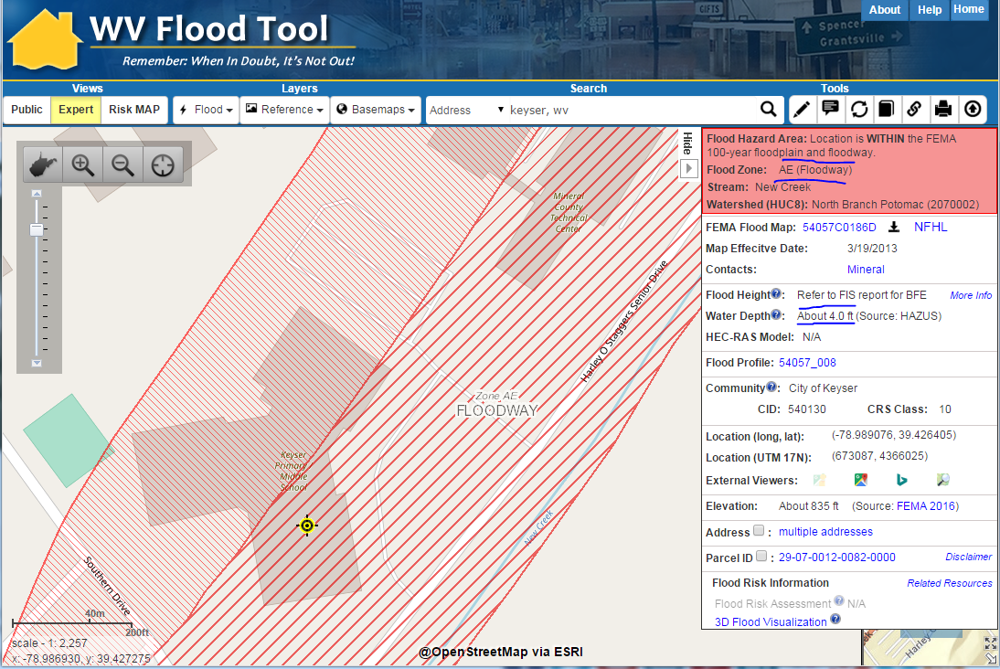 WV Flood Tool
Remember: When In Doubt, It's Not Out!
GIFTS
Spencer
Grantsville
About Help Home
Views Layers Search Tools
Public Expert Risk MAP Flood Reference Basemaps Address keyser, wv
Hide
Mineral
County
Technical
Center
Harley O Staggers Senior Drive
Zone AE
FLOODWAY
Keyser
Primary
Middle
School
New Creek
Southern Drive
40m
200ft
scale - 1: 2,257
x: -78.986930, y: 39.427275
@OpenStreetMap via ESRI
Flood Hazard Area: Location is WITHIN the FEMA
100-year floodplain and floodway.
Flood Zone: AE (Floodway)
Stream: New Creek
Watershed (HUC8): North Branch Potomac (2070002)
FEMA Flood Map: 54057C0186D NFHL
Map Effecitve Date: 3/19/2013
Contacts: Mineral
Flood Height: Refer to FIS report for BFE More Info
Water Depth: About 4.0 ft (Source: HAZUS)
HEC-RAS Model: N/A
Flood Profile: 54057_008
Community: City of Keyser
CID: 540130 CRS Class: 10
Location (long, lat): (-78.989076, 39.426405)
Location (UTM 17N): (673087, 4366025)
External Viewers:
Elevation: About 835 ft (Source: FEMA 2016)
Address : multiple addresses
Parcel ID : 29-07-0012-0082-0000 Disclaimer
Flood Risk Information Related Resources
Flood Risk Assessment N/A
3D Flood Visualization